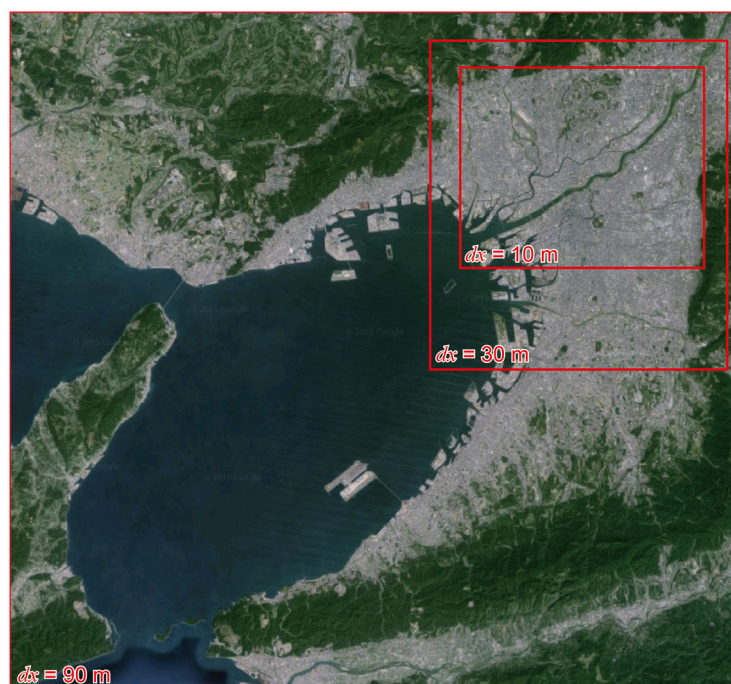 dx = 10 m
dx = 30 m
dx = 90 m